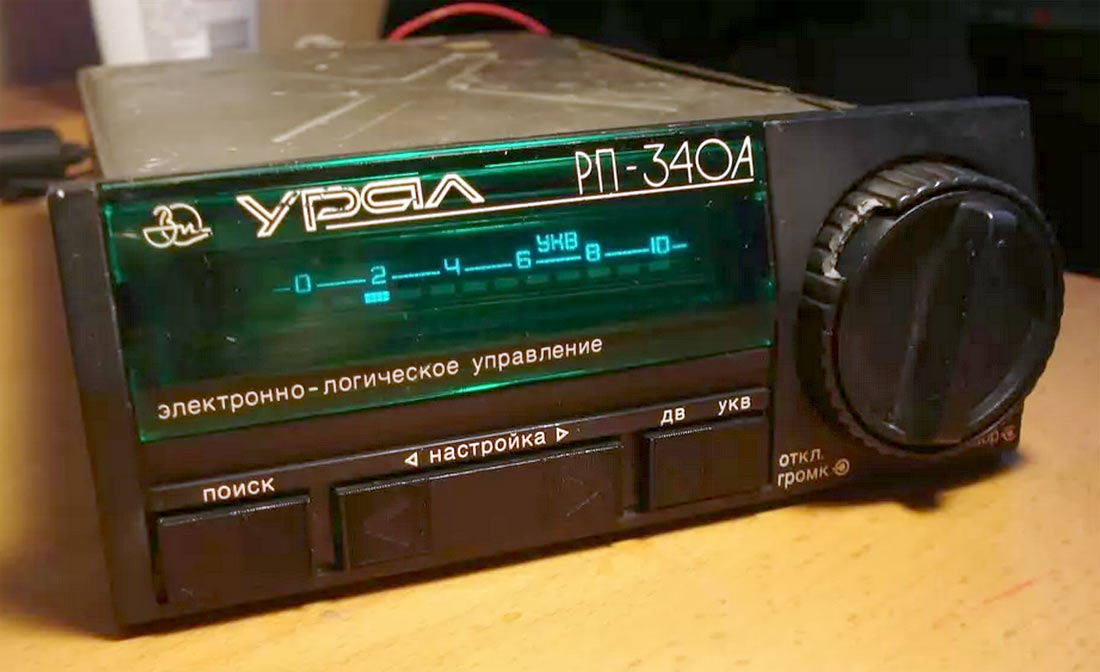 УРАЛ РП-340А
УКВ
0 2 4 6 8 10
электронно-логическое управление
дв укв
◁ настройка ▷
поиск
откл.
громк